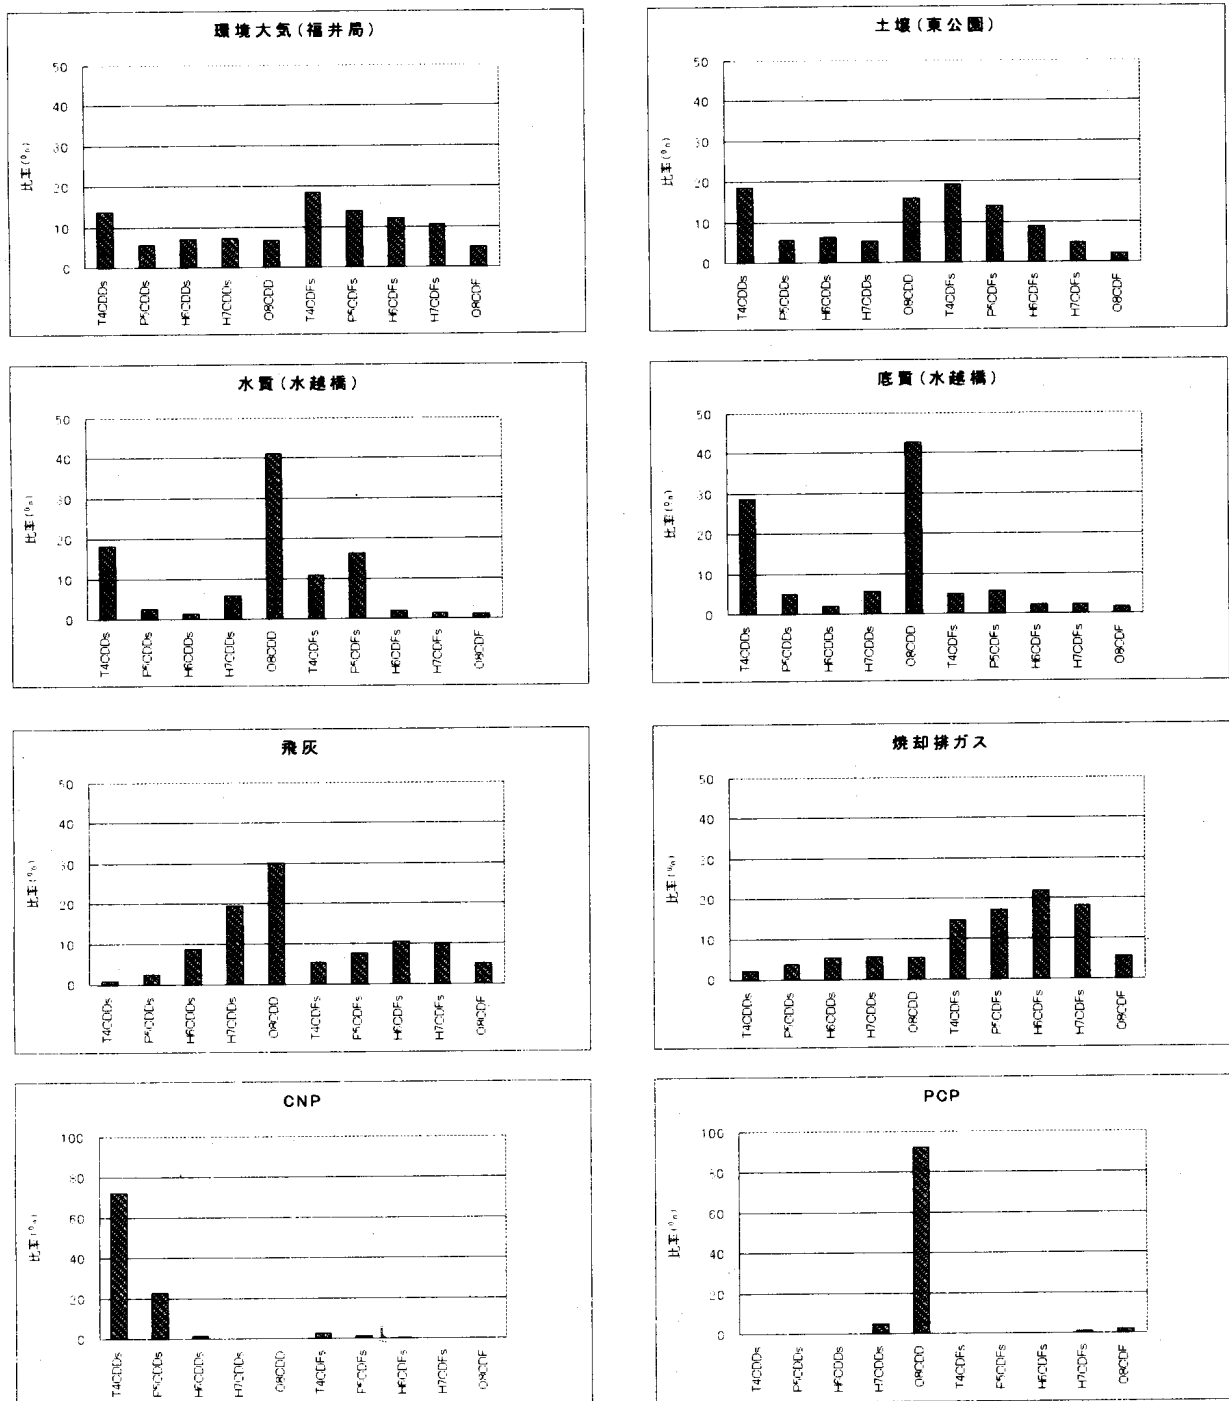 環境大気(福井局)
比率(%)
50
40
30
20
10
0
T4CDDs
P5CDDs
H6CDDs
H7CDDs
O8CDD
T4CDFs
P5CDFs
H6CDFs
H7CDFs
O8CDF
土壌(東公園)
比率(%)
50
40
30
20
10
0
T4CDDs
P5CDDs
H6CDDs
H7CDDs
O8CDD
T4CDFs
P5CDFs
H6CDFs
H7CDFs
O8CDF
水質(水越橋)
比率(%)
50
40
30
20
10
0
T4CDDs
P5CDDs
H6CDDs
H7CDDs
O8CDD
T4CDFs
P5CDFs
H6CDFs
H7CDFs
O8CDF
底質(水越橋)
比率(%)
50
40
30
20
10
0
T4CDDs
P5CDDs
H6CDDs
H7CDDs
O8CDD
T4CDFs
P5CDFs
H6CDFs
H7CDFs
O8CDF
飛灰
比率(%)
50
40
30
20
10
0
T4CDDs
P5CDDs
H6CDDs
H7CDDs
O8CDD
T4CDFs
P5CDFs
H6CDFs
H7CDFs
O8CDF
焼却排ガス
比率(%)
50
40
30
20
10
0
T4CDDs
P5CDDs
H6CDDs
H7CDDs
O8CDD
T4CDFs
P5CDFs
H6CDFs
H7CDFs
O8CDF
CNP
比率(%)
100
80
60
40
20
0
T4CDDs
P5CDDs
H6CDDs
H7CDDs
O8CDD
T4CDFs
P5CDFs
H6CDFs
H7CDFs
O8CDF
PCP
比率(%)
100
80
60
40
20
0
T4CDDs
P5CDDs
H6CDDs
H7CDDs
O8CDD
T4CDFs
P5CDFs
H6CDFs
H7CDFs
O8CDF